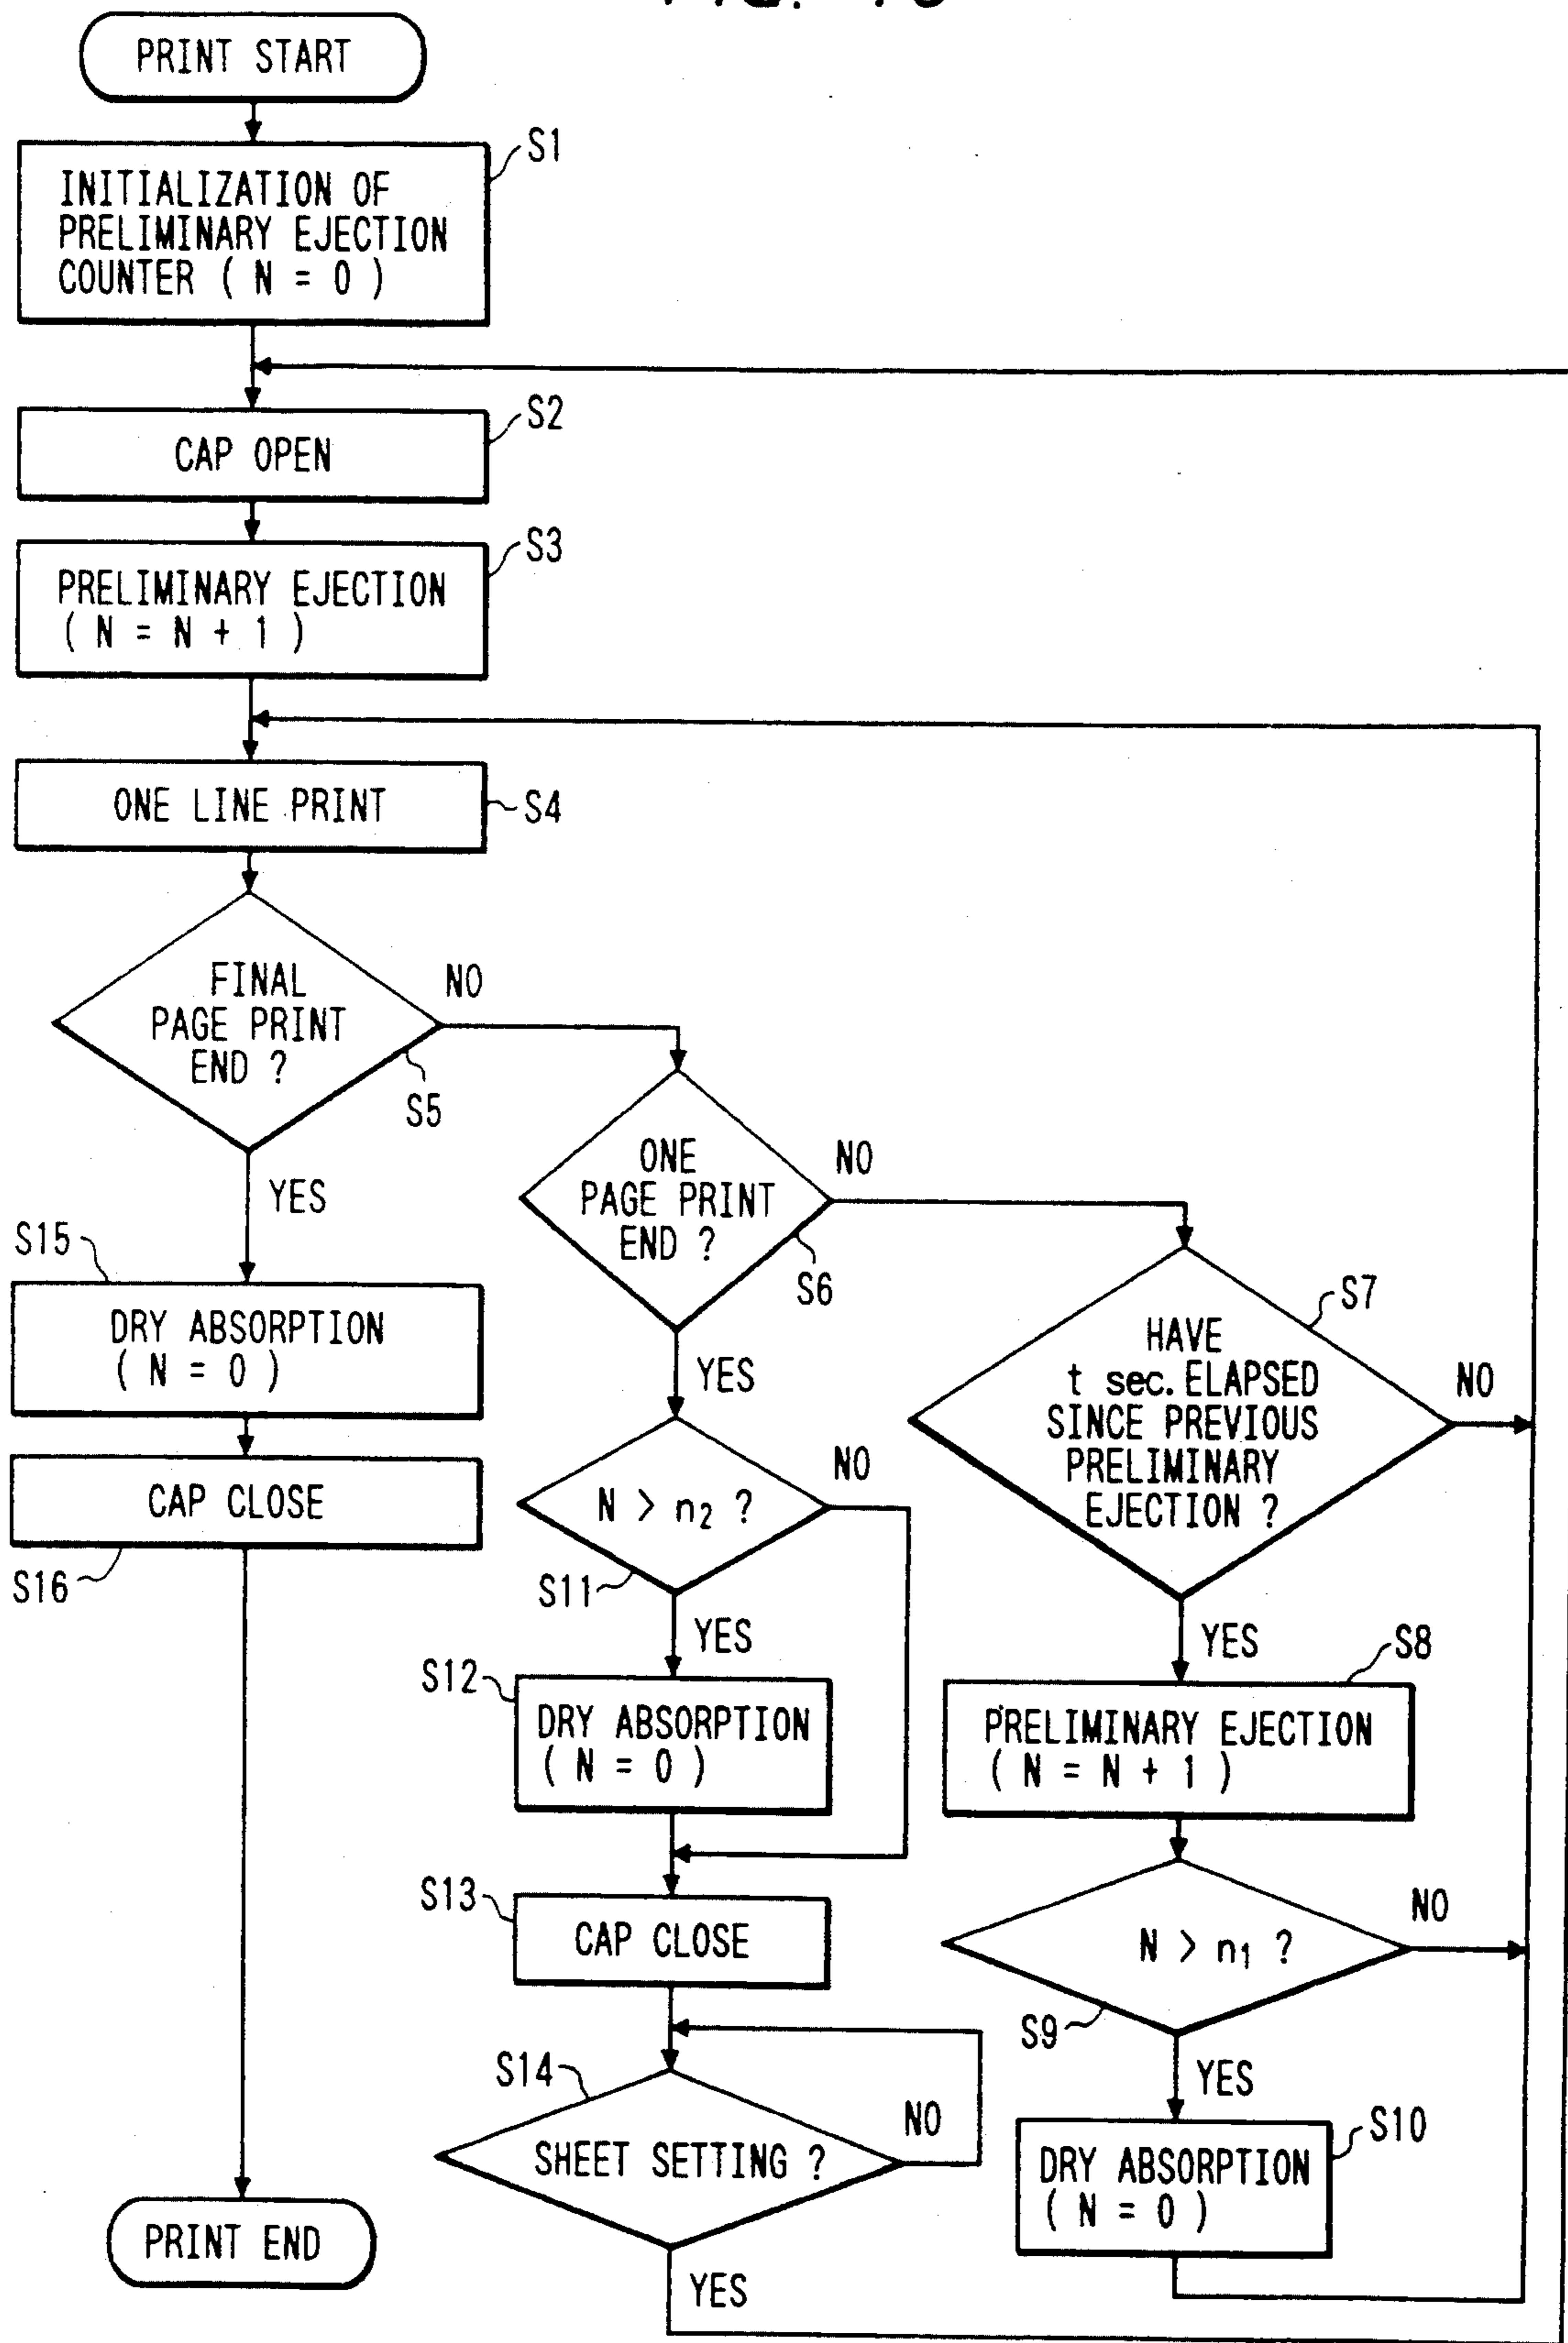 PRINT START
S1
INITIALIZATION OF
PRELIMINARY EJECTION
COUNTER ( N = 0 )
S2
CAP OPEN
S3
PRELIMINARY EJECTION
( N = N + 1 )
ONE LINE PRINT
S4
FINAL
PAGE PRINT
END ?
NO
S5
YES
ONE
PAGE PRINT
END ?
NO
S6
YES
S7
HAVE
t sec. ELAPSED
SINCE PREVIOUS
PRELIMINARY
EJECTION ?
NO
YES
S15
DRY ABSORPTION
( N = 0 )
CAP CLOSE
S16
N > n2 ?
NO
S11
YES
S12
DRY ABSORPTION
( N = 0 )
S8
PRELIMINARY EJECTION
( N = N + 1 )
S13
CAP CLOSE
N > n1 ?
NO
S9
YES
S14
SHEET SETTING ?
NO
YES
S10
DRY ABSORPTION
( N = 0 )
PRINT END